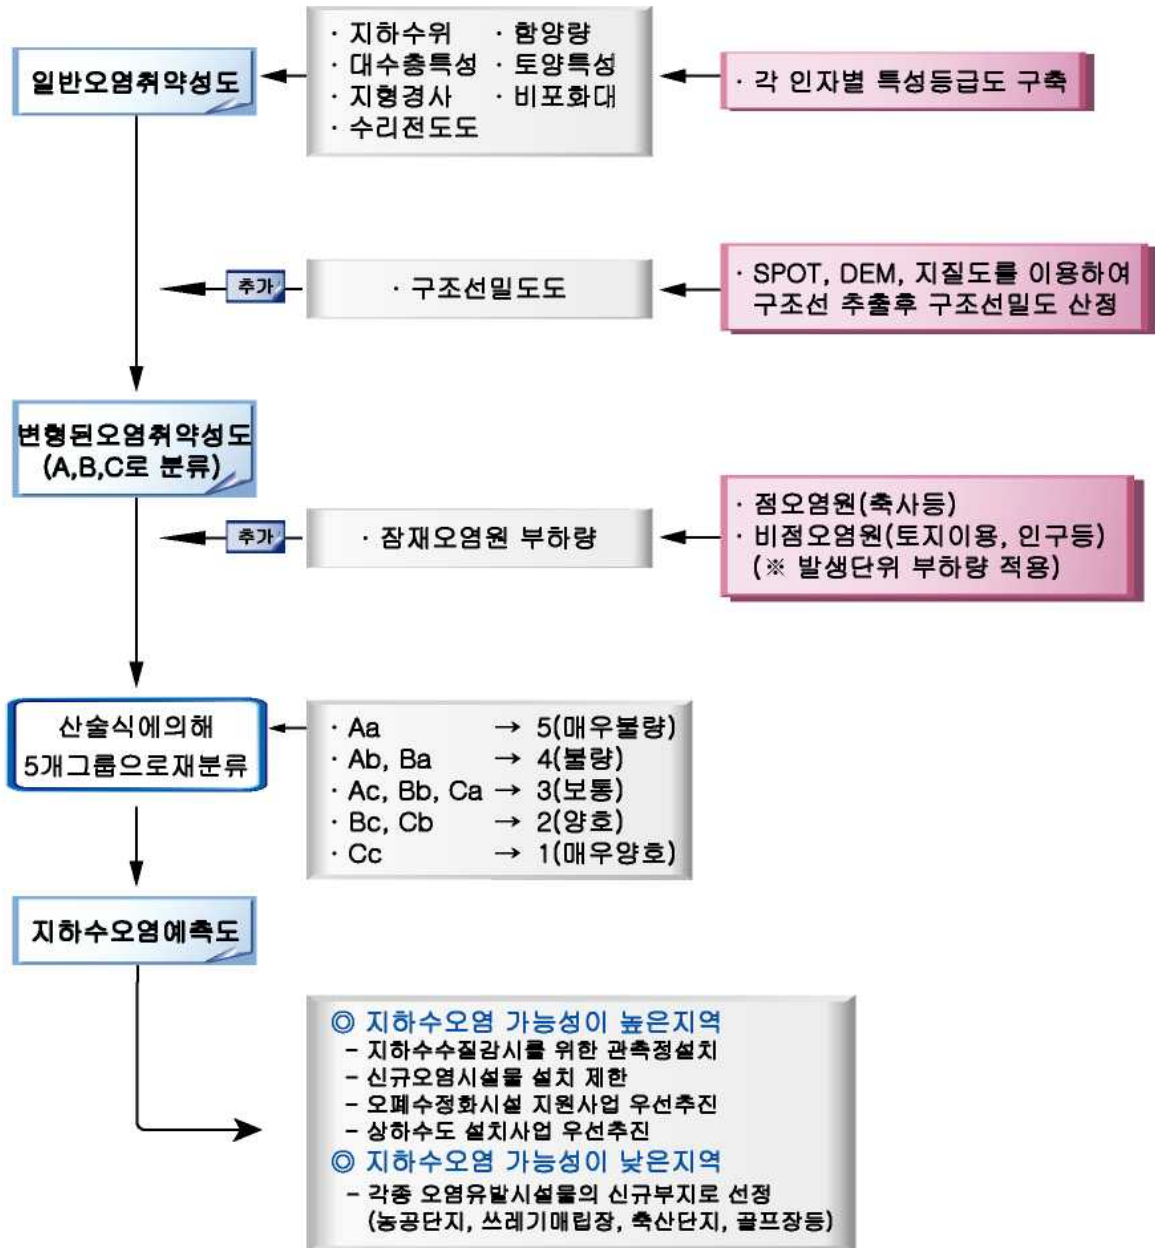 일반오염취약성도
· 지하수위 · 함양량
· 대수층특성 · 토양특성
· 지형경사 · 비포화대
· 수리전도도
· 각 인자별 특성등급도 구축
추가
· 구조선밀도도
· SPOT, DEM, 지질도를 이용하여
구조선 추출후 구조선밀도 산정
변형된오염취약성도
(A,B,C로 분류)
추가
· 잠재오염원 부하량
· 점오염원(축사등)
· 비점오염원(토지이용, 인구등)
(※ 발생단위 부하량 적용)
산술식에의해
5개그룹으로재분류
· Aa → 5(매우불량)
· Ab, Ba → 4(불량)
· Ac, Bb, Ca → 3(보통)
· Bc, Cb → 2(양호)
· Cc → 1(매우양호)
지하수오염예측도
◎ 지하수오염 가능성이 높은지역
- 지하수수질감시를 위한 관측정설치
- 신규오염시설물 설치 제한
- 오폐수정화시설 지원사업 우선추진
- 상하수도 설치사업 우선추진
◎ 지하수오염 가능성이 낮은지역
- 각종 오염유발시설물의 신규부지로 선정
(농공단지, 쓰레기매립장, 축산단지, 골프장등)